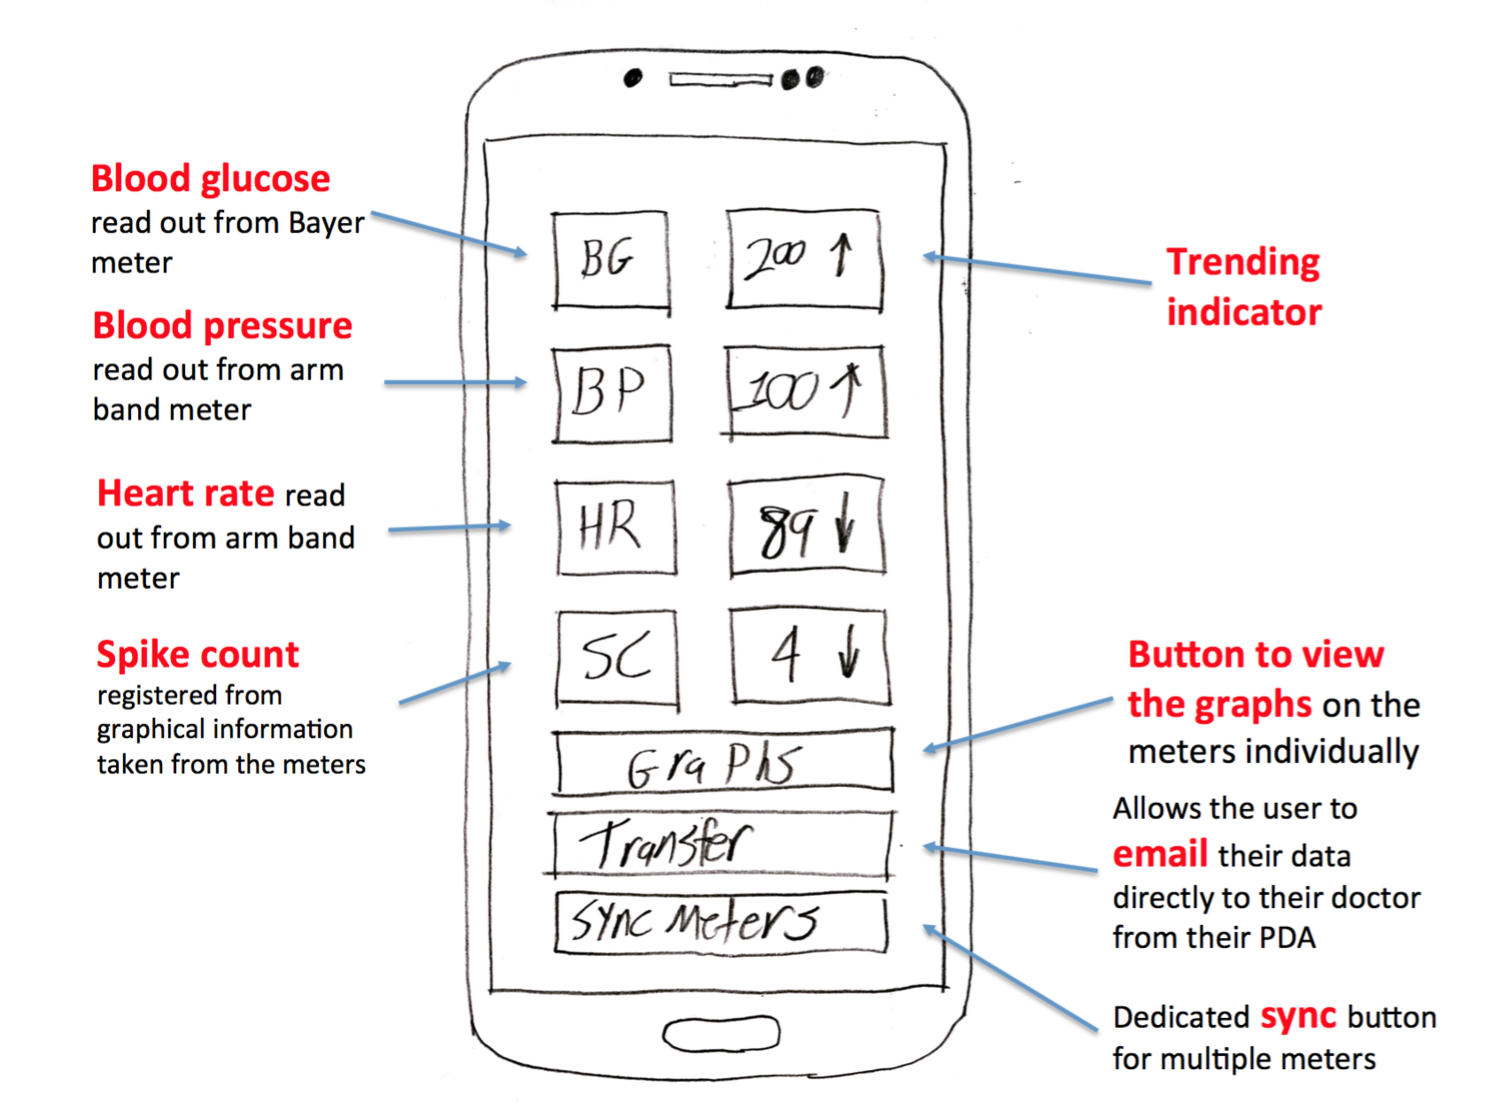 Blood glucose
read out from Bayer
meter
Blood pressure
read out from arm
band meter
Heart rate read
out from arm band
meter
Spike count
registered from
graphical information
taken from the meters
BG 200 ↑
BP 100 ↑
HR 89 ↓
SC 4 ↓
Graphs
Transfer
Sync Meters
Trending
indicator
Button to view
the graphs on the
meters individually
Allows the user to
email their data
directly to their doctor
from their PDA
Dedicated sync button
for multiple meters